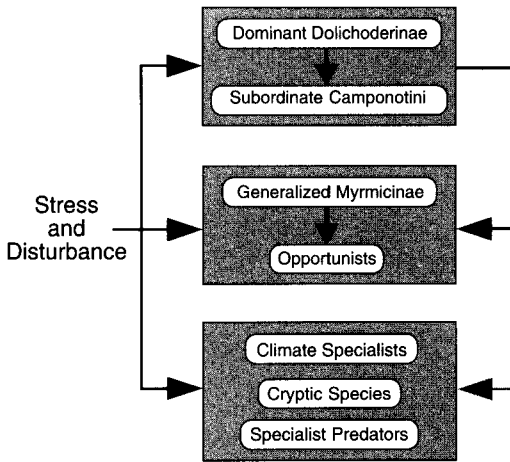 Dominant Dolichoderinae
Subordinate Camponotini
Generalized Myrmicinae
Opportunists
Stress
and
Disturbance
Climate Specialists
Cryptic Species
Specialist Predators